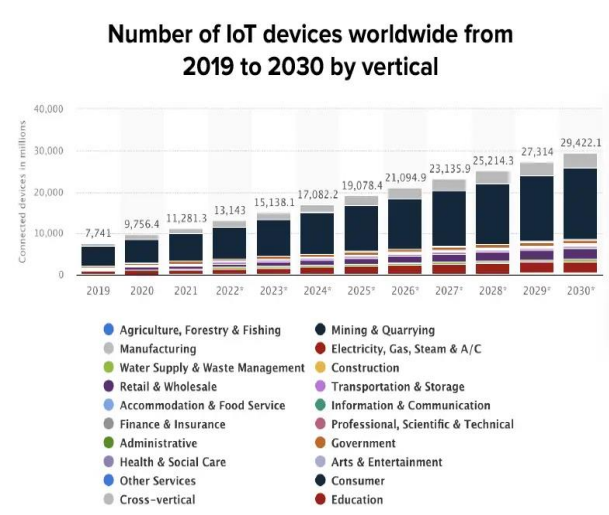 Number of IoT devices worldwide from
2019 to 2030 by vertical
Connected devices in millions
40,000
30,000
20,000
10,000
0
7,741
9,756.4
11,281.3
13,143
15,138.1
17,082.2
19,078.4
21,094.9
23,135.9
25,214.3
27,314
29,422.1
2019 2020 2021 2022* 2023* 2024* 2025* 2026* 2027* 2028* 2029* 2030*
Agriculture, Forestry & Fishing
Manufacturing
Water Supply & Waste Management
Retail & Wholesale
Accommodation & Food Service
Finance & Insurance
Administrative
Health & Social Care
Other Services
Cross-vertical
Mining & Quarrying
Electricity, Gas, Steam & A/C
Construction
Transportation & Storage
Information & Communication
Professional, Scientific & Technical
Government
Arts & Entertainment
Consumer
Education